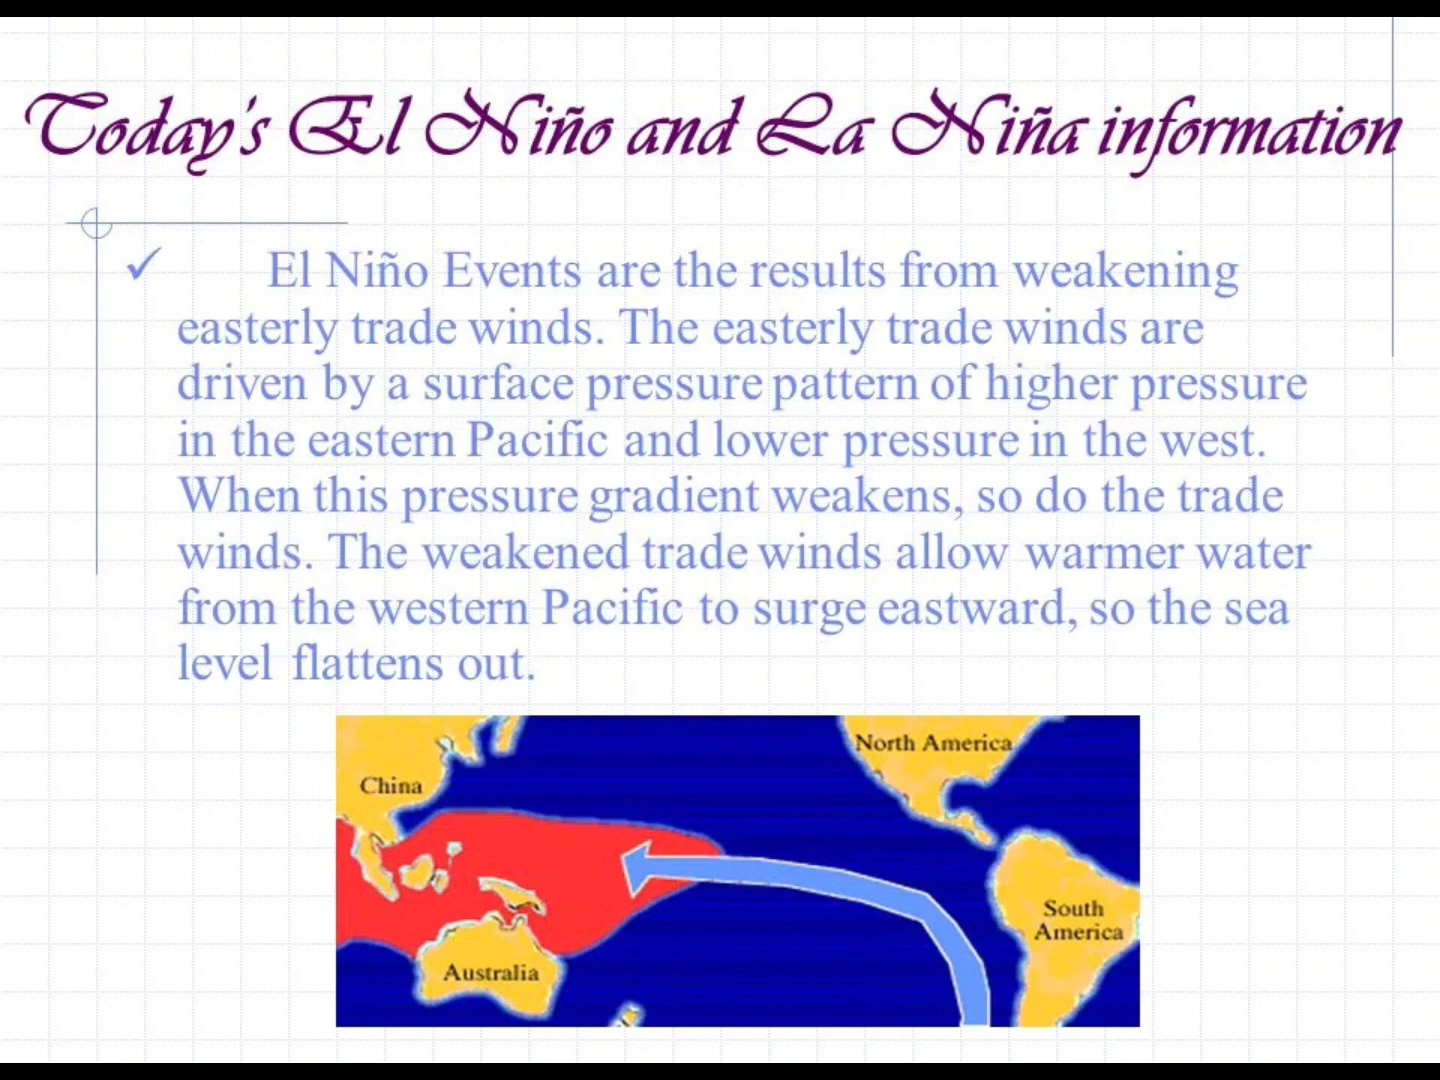 Today's El Niño and La Niña information
✓ El Niño Events are the results from weakening
easterly trade winds. The easterly trade winds are
driven by a surface pressure pattern of higher pressure
in the eastern Pacific and lower pressure in the west.
When this pressure gradient weakens, so do the trade
winds. The weakened trade winds allow warmer water
from the western Pacific to surge eastward, so the sea
level flattens out.
North America
China
South
America
Australia